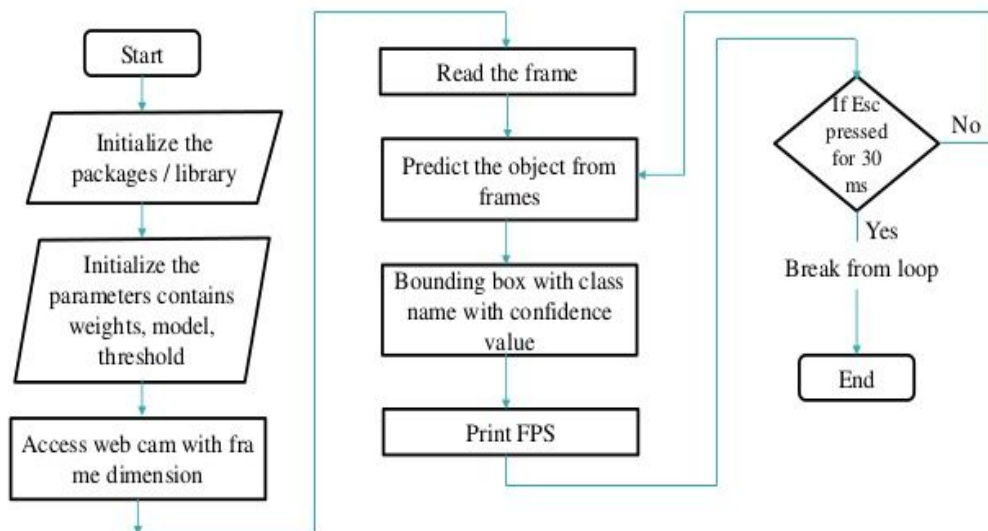 Start
Initialize the
packages / library
Initialize the
parameters contains
weights, model,
threshold
Access web cam with fra
me dimension
Read the frame
Predict the object from
frames
Bounding box with class
name with confidence
value
Print FPS
If Esc
pressed
for 30
ms
No
Yes
Break from loop
End